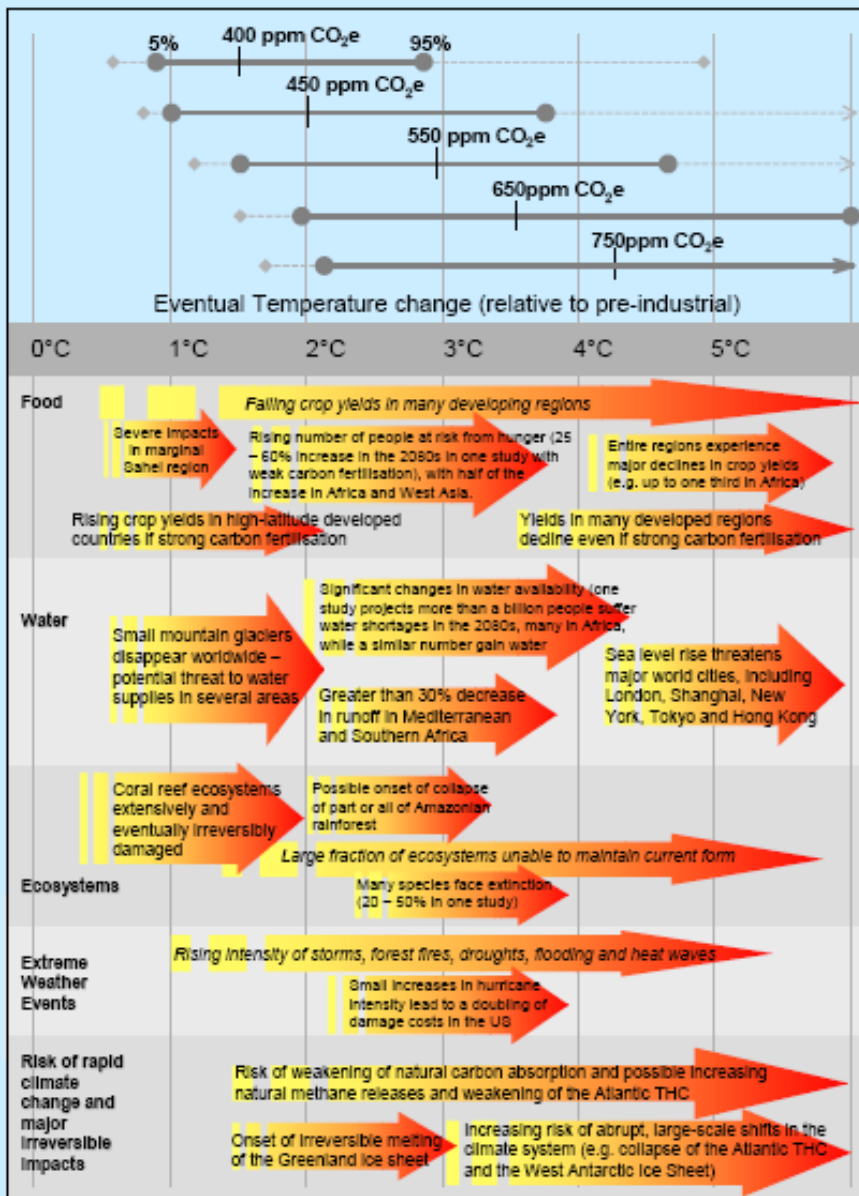 5%
400 ppm CO₂e
95%
450 ppm CO₂e
550 ppm CO₂e
650ppm CO₂e
750ppm CO₂e
Eventual Temperature change (relative to pre-industrial)
0°C 1°C 2°C 3°C 4°C 5°C
Food
Falling crop yields in many developing regions
Severe impacts
in marginal
Sahel region
Rising number of people at risk from hunger (25
– 60% increase in the 2080s in one study with
weak carbon fertilisation), with half of the
increase in Africa and West Asia.
Entire regions experience
major declines in crop yields
(e.g. up to one third in Africa)
Rising crop yields in high-latitude developed
countries if strong carbon fertilisation
Yields in many developed regions
decline even if strong carbon fertilisation
Water
Small mountain glaciers
disappear worldwide –
potential threat to water
supplies in several areas
Significant changes in water availability (one
study projects more than a billion people suffer
water shortages in the 2080s, many in Africa,
while a similar number gain water
Greater than 30% decrease
in runoff in Mediterranean
and Southern Africa
Sea level rise threatens
major world cities, including
London, Shanghai, New
York, Tokyo and Hong Kong
Ecosystems
Coral reef ecosystems
extensively and
eventually irreversibly
damaged
Possible onset of collapse
of part or all of Amazonian
rainforest
Large fraction of ecosystems unable to maintain current form
Many species face extinction
(20 – 50% in one study)
Extreme
Weather
Events
Rising intensity of storms, forest fires, droughts, flooding and heat waves
Small increases in hurricane
intensity lead to a doubling of
damage costs in the US
Risk of rapid
climate
change and
major
irreversible
impacts
Risk of weakening of natural carbon absorption and possible increasing
natural methane releases and weakening of the Atlantic THC
Onset of irreversible melting
of the Greenland ice sheet
Increasing risk of abrupt, large-scale shifts in the
climate system (e.g. collapse of the Atlantic THC
and the West Antarctic Ice Sheet)